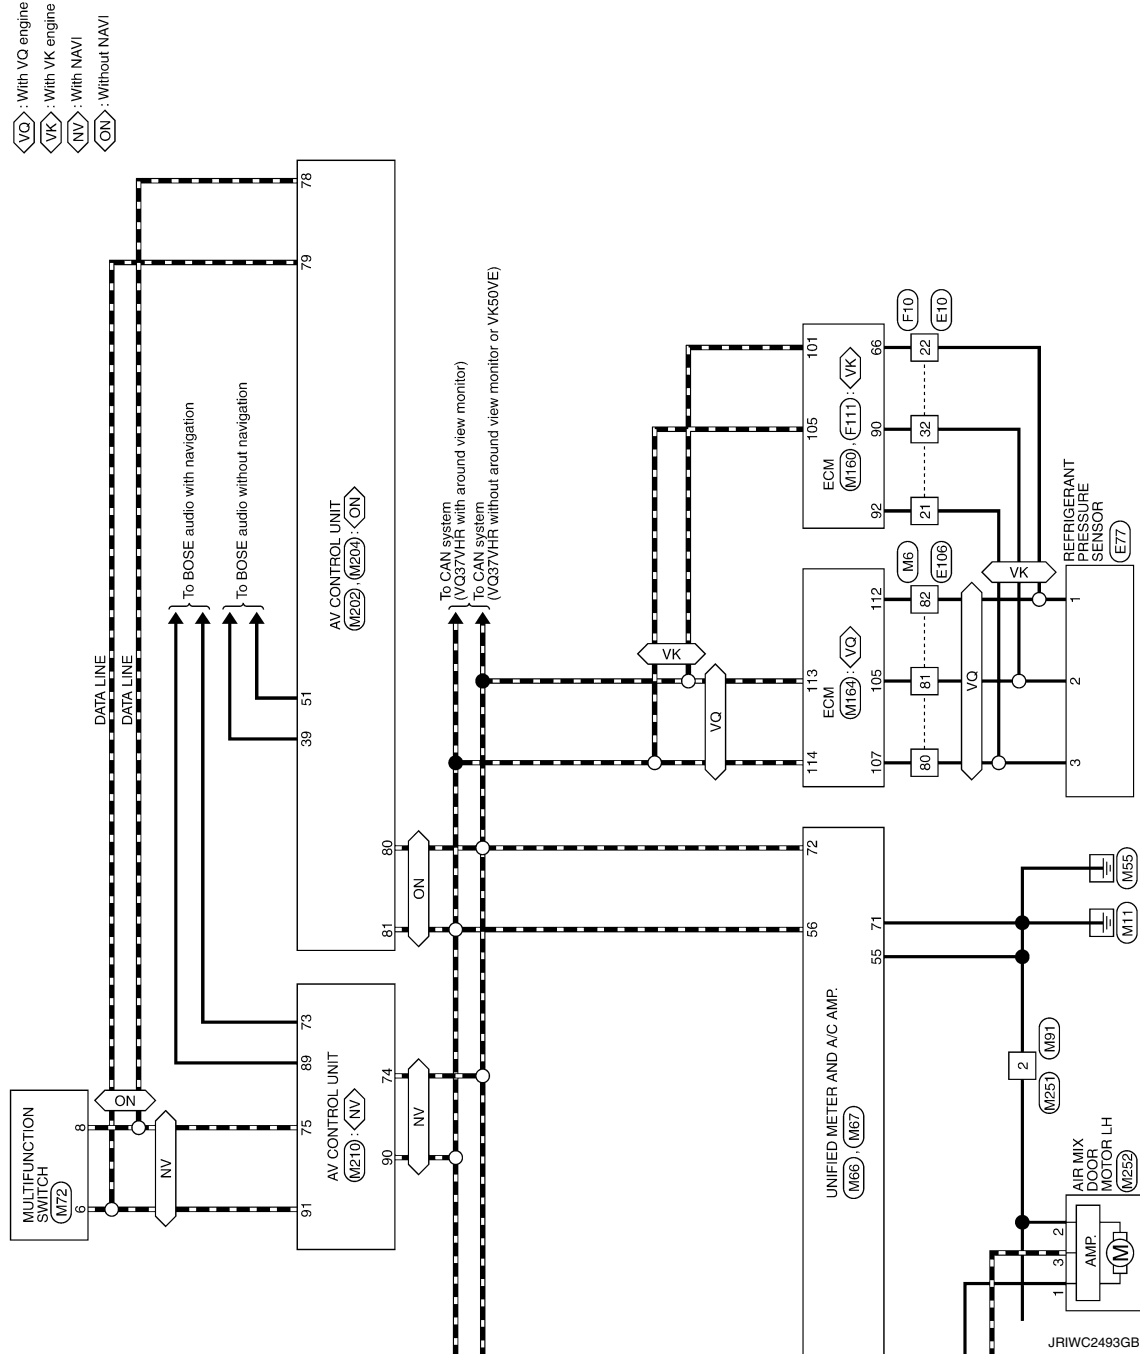 VQ : With VQ engine
VK : With VK engine
NV : With NAVI
ON : Without NAVI
DATA LINE
DATA LINE
78
79
To BOSE audio with navigation
To BOSE audio without navigation
51
39
AV CONTROL UNIT
M202 , M204 : ON
80
81
ON
To CAN system
(VQ37VHR with around view monitor)
To CAN system
(VQ37VHR without around view monitor or VK50VE)
VK
VQ
101
105
ECM
M160 , F111 : VK
66
90
92
F10
E10
22
32
21
113
114
ECM
M164 : VQ
112
105
107
M6
E106
82
81
80
VQ
VK
REFRIGERANT
PRESSURE
SENSOR
E77
1
2
3
MULTIFUNCTION
SWITCH
M72
8
6
ON
NV
73
89
75
91
AV CONTROL UNIT
M210 : NV
74
90
NV
72
56
71
55
UNIFIED METER AND A/C AMP.
M66 , M67
M55
M11
2
M91
M251
AIR MIX
DOOR
MOTOR LH
M252
2
3
1
AMP.
M
JRIWC2493GB